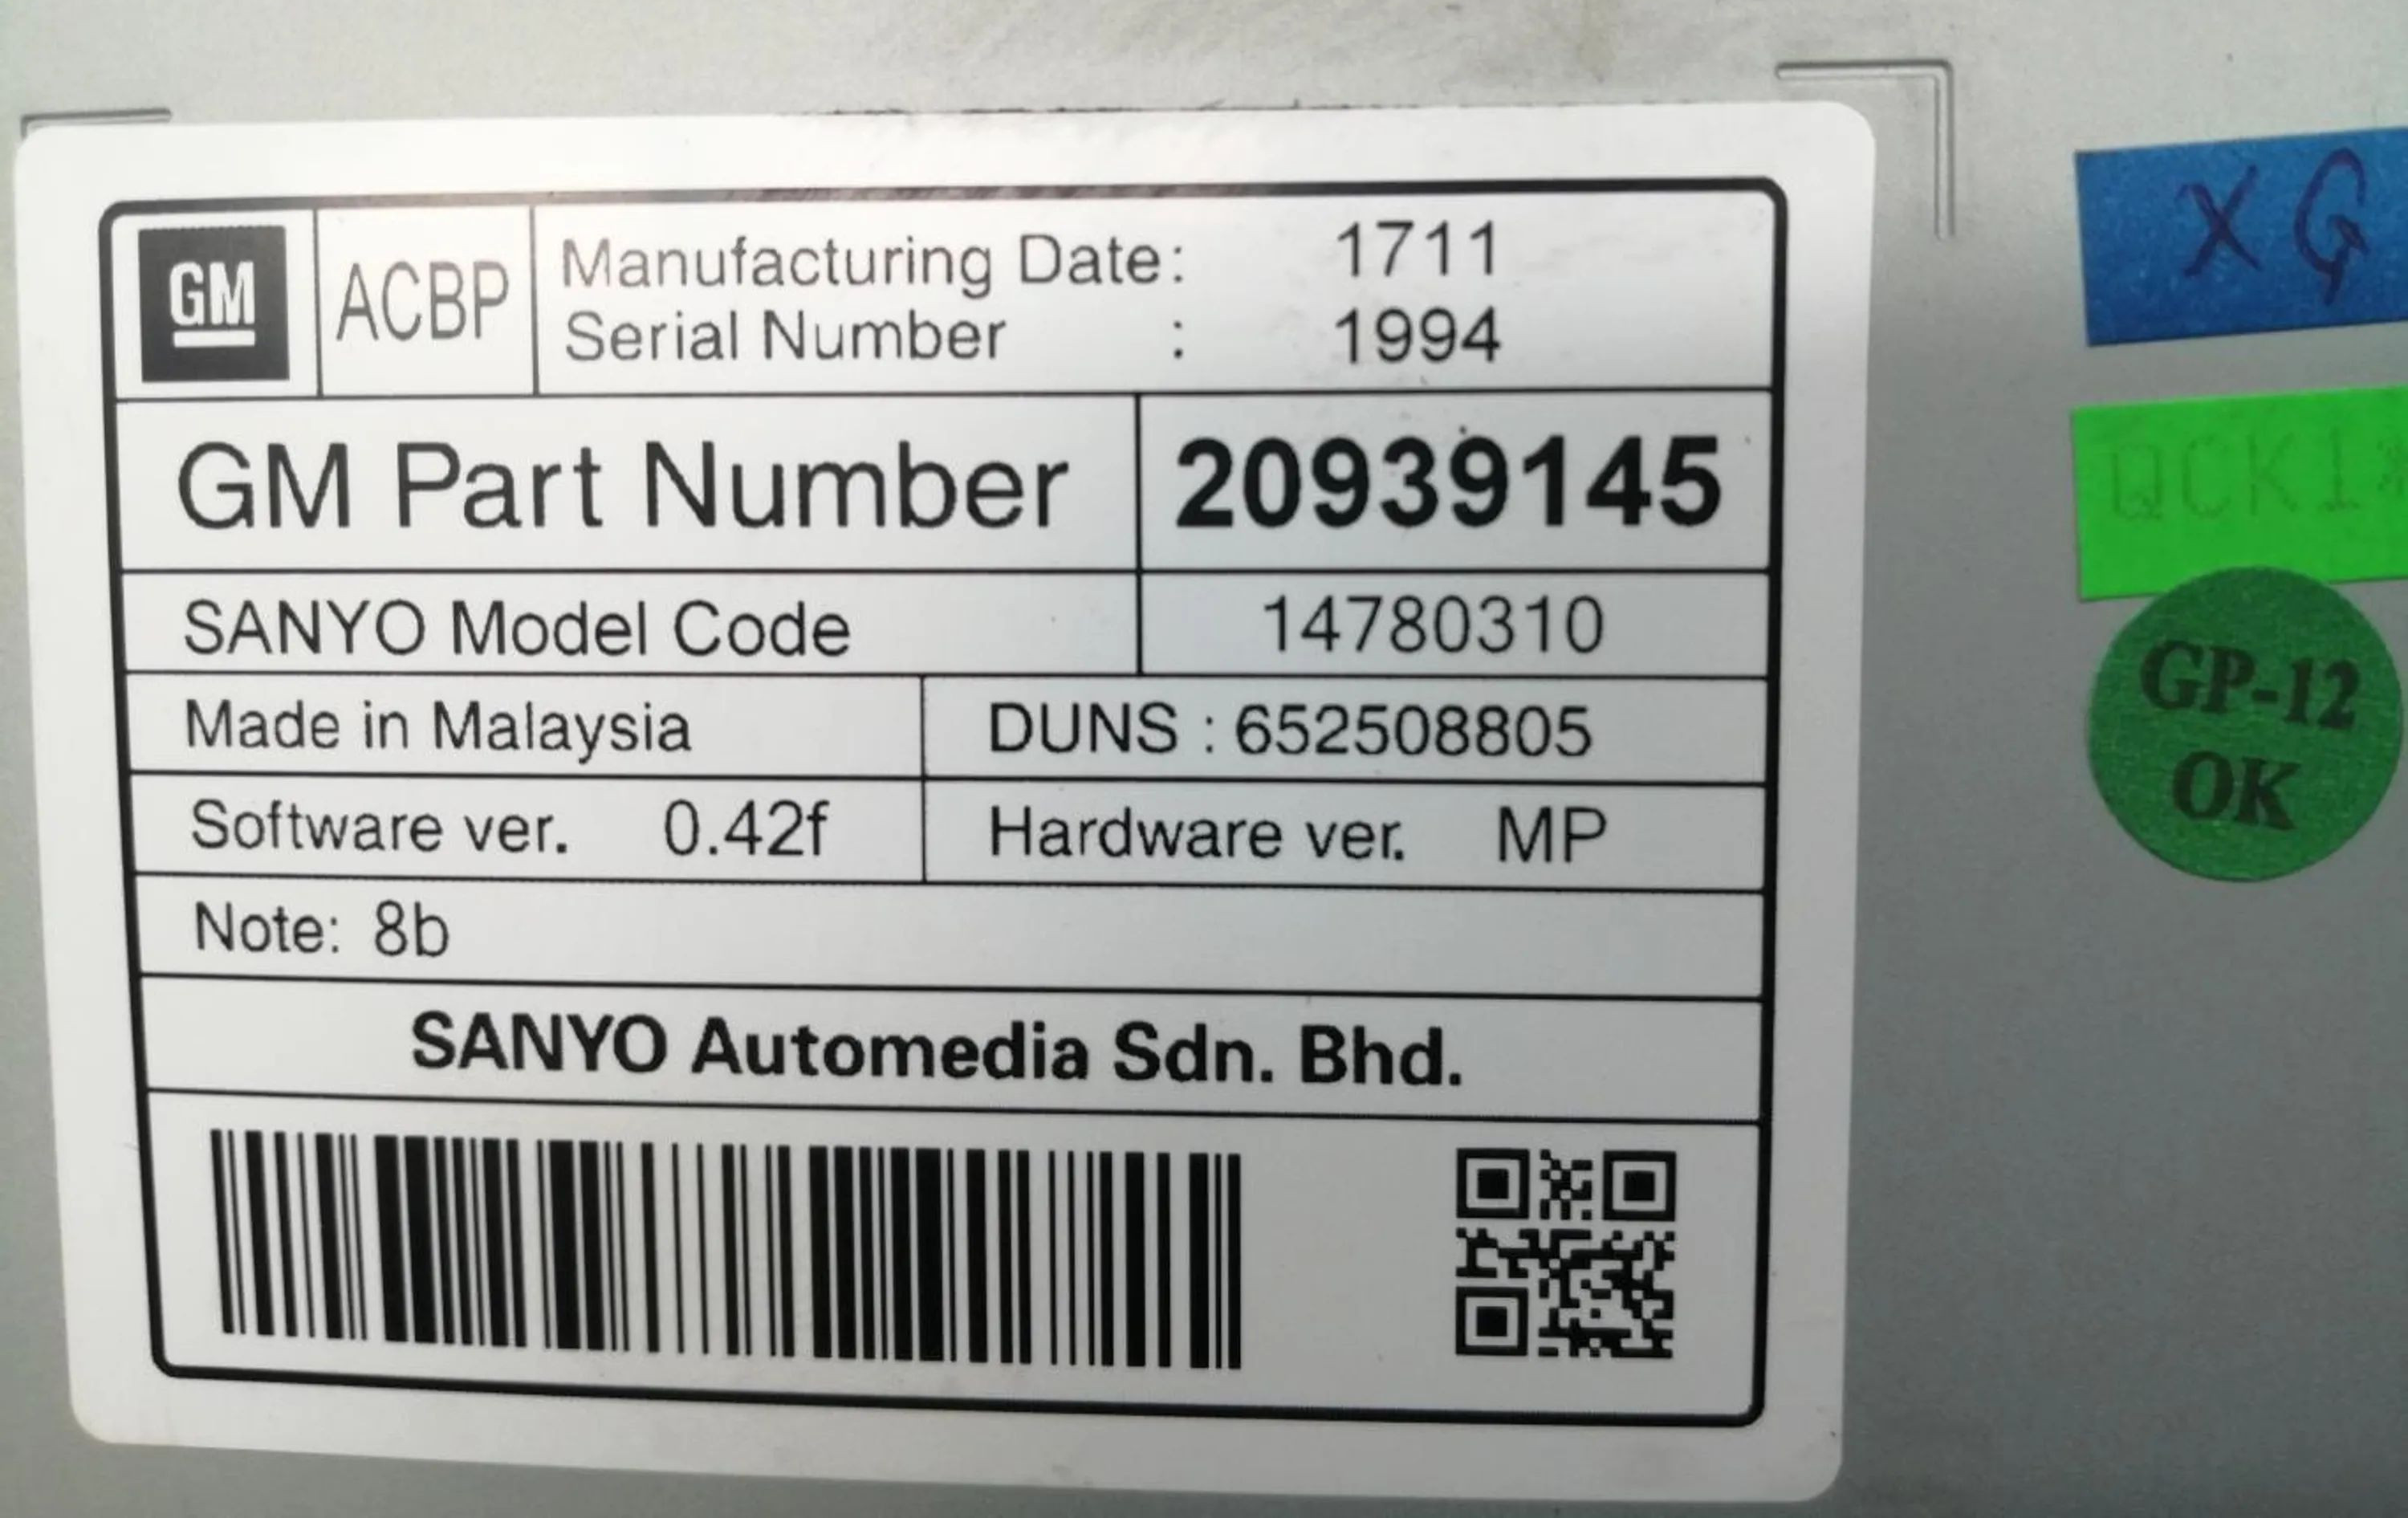 GM
ACBP
Manufacturing Date: 1711
Serial Number : 1994
GM Part Number 20939145
SANYO Model Code 14780310
Made in Malaysia DUNS : 652508805
Software ver. 0.42f Hardware ver. MP
Note: 8b
SANYO Automedia Sdn. Bhd.
QCK1*
GP-12
OK